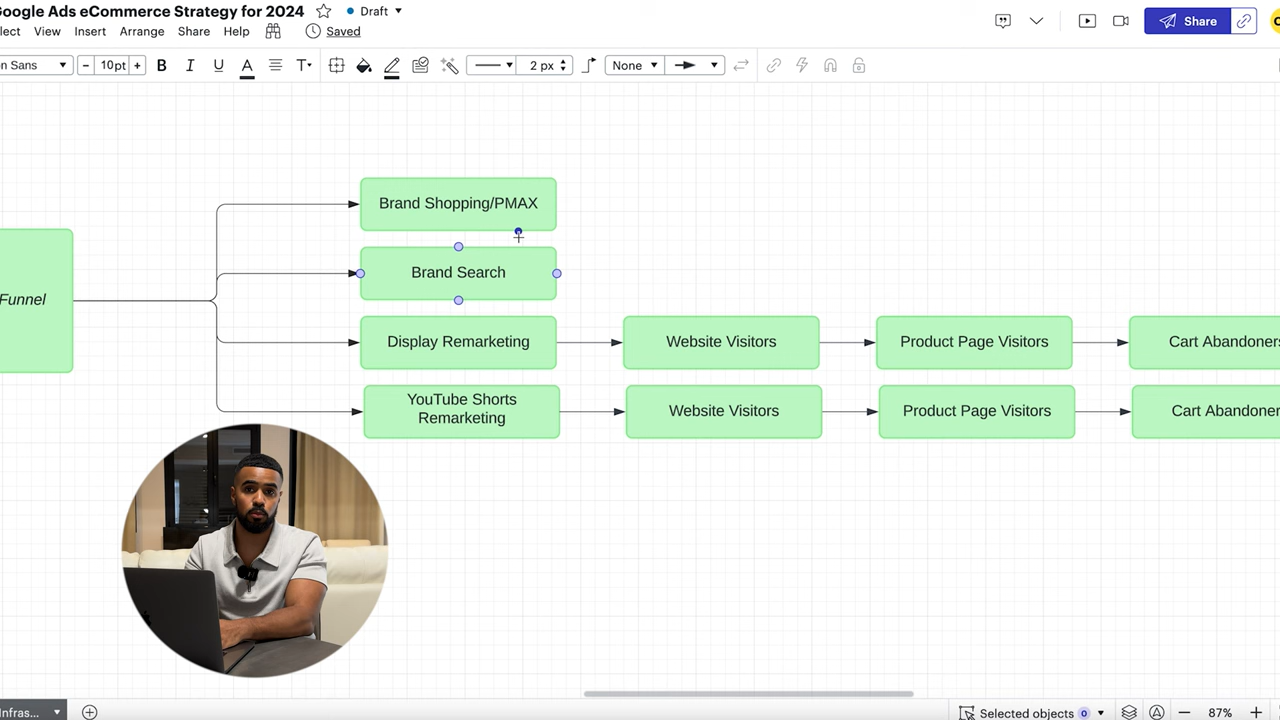 Google Ads eCommerce Strategy for 2024
Draft
lect View Insert Arrange Share Help Saved
Share
n Sans
10pt
B I U A T
2 px
None
Brand Shopping/PMAX
Brand Search
Funnel
Display Remarketing
Website Visitors
Product Page Visitors
Cart Abandoners
YouTube Shorts
Remarketing
Website Visitors
Product Page Visitors
Cart Abandoner
Infras...
Selected objects 0
87%